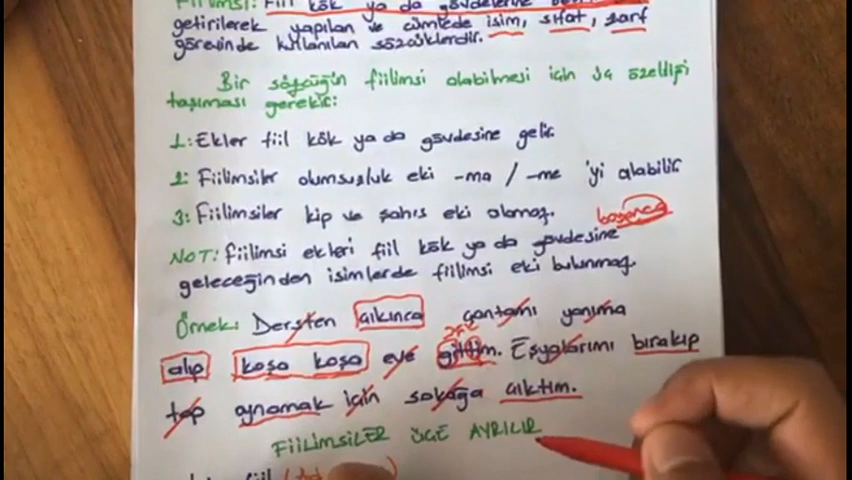 Fiilimsi: Fiil kök ya da gövdelerine
getirilerek yapılan ve cümlede isim, sıfat, zarf
görevinde kullanılan sözcüklerdir.
Bir sözcüğün fiilimsi olabilmesi için üç özelliği
taşıması gerekir:
1: Ekler fiil kök ya da gövdesine gelir.
2: Fiilimsiler olumsuzluk eki -ma / -me 'yi alabilir.
3: Fiilimsiler kip ve şahıs eki almaz.
NOT: Fiilimsi ekleri fiil kök ya da gövdesine
geleceğinden isimlerde fiilimsi eki bulunmaz.
Örnek: Dersten çıkınca çantamı yanıma
alıp koşa koşa eve gittim. Eşyalarımı bırakıp
top oynamak için sokağa çıktım.
FİİLİMSİLER ÜÇE AYRILIR